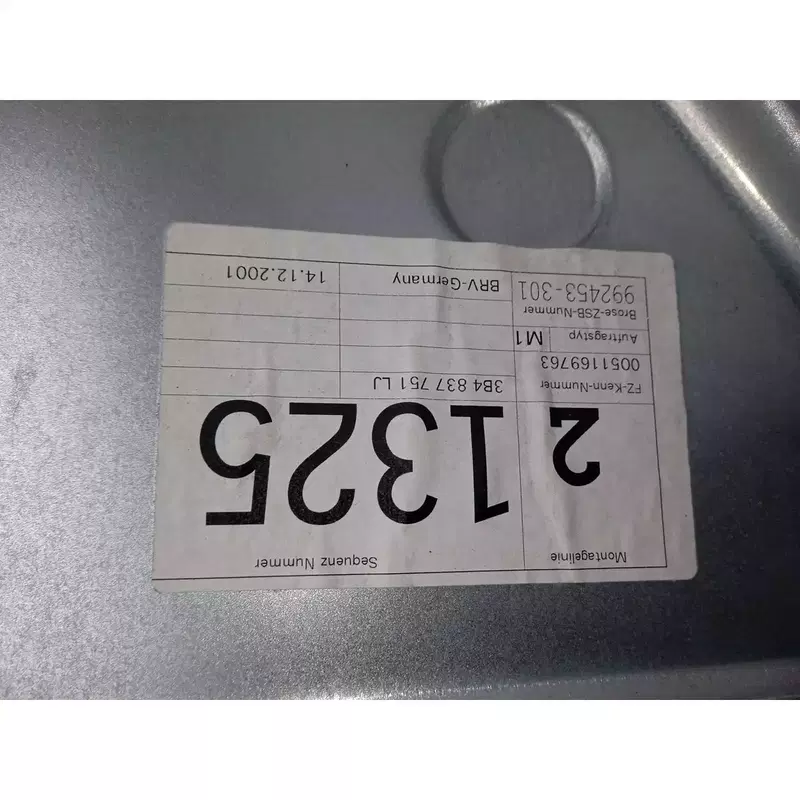 Montagelinie Sequenz Nummer
2 1325
FZ-Kenn-Nummer 3B4 837 751 LJ
0051169763
Auftragstyp M1
Brose-ZSB-Nummer
992453-301 BRV-Germany 14.12.2001